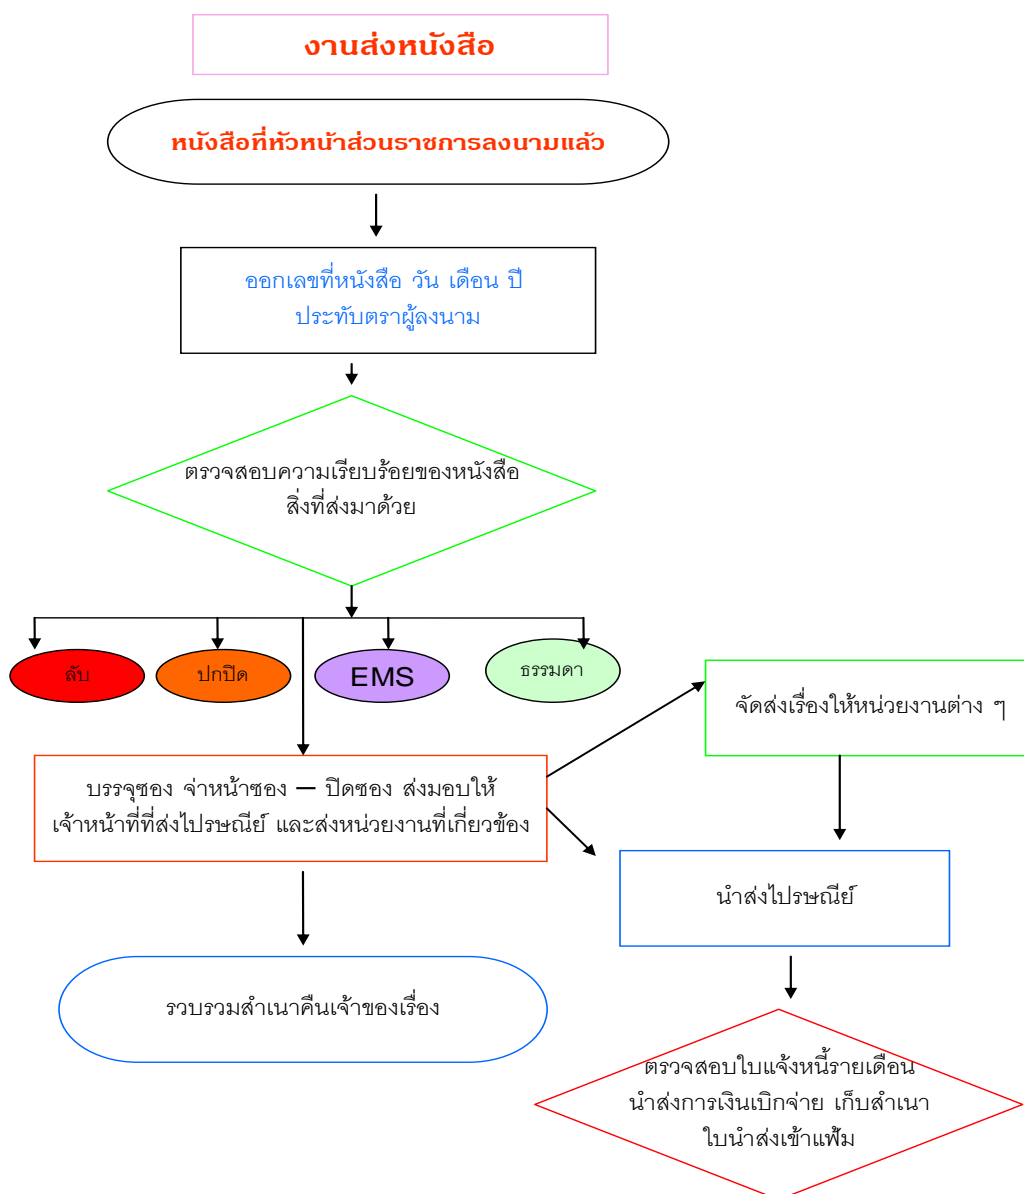 งานส่งหนังสือ
หนังสือที่หัวหน้าส่วนราชการลงนามแล้ว
ออกเลขที่หนังสือ วัน เดือน ปี
ประทับตราผู้ลงนาม
ตรวจสอบความเรียบร้อยของหนังสือ
สิ่งที่ส่งมาด้วย
ลับ
ปกปิด
EMS
ธรรมดา
จัดส่งเรื่องให้หน่วยงานต่าง ๆ
บรรจุซอง จ่าหน้าซอง – ปิดซอง ส่งมอบให้
เจ้าหน้าที่ที่ส่งไปรษณีย์ และส่งหน่วยงานที่เกี่ยวข้อง
นำส่งไปรษณีย์
รวบรวมสำเนาคืนเจ้าของเรื่อง
ตรวจสอบใบแจ้งหนี้รายเดือน
นำส่งการเงินเบิกจ่าย เก็บสำเนา
ใบนำส่งเข้าแฟ้ม